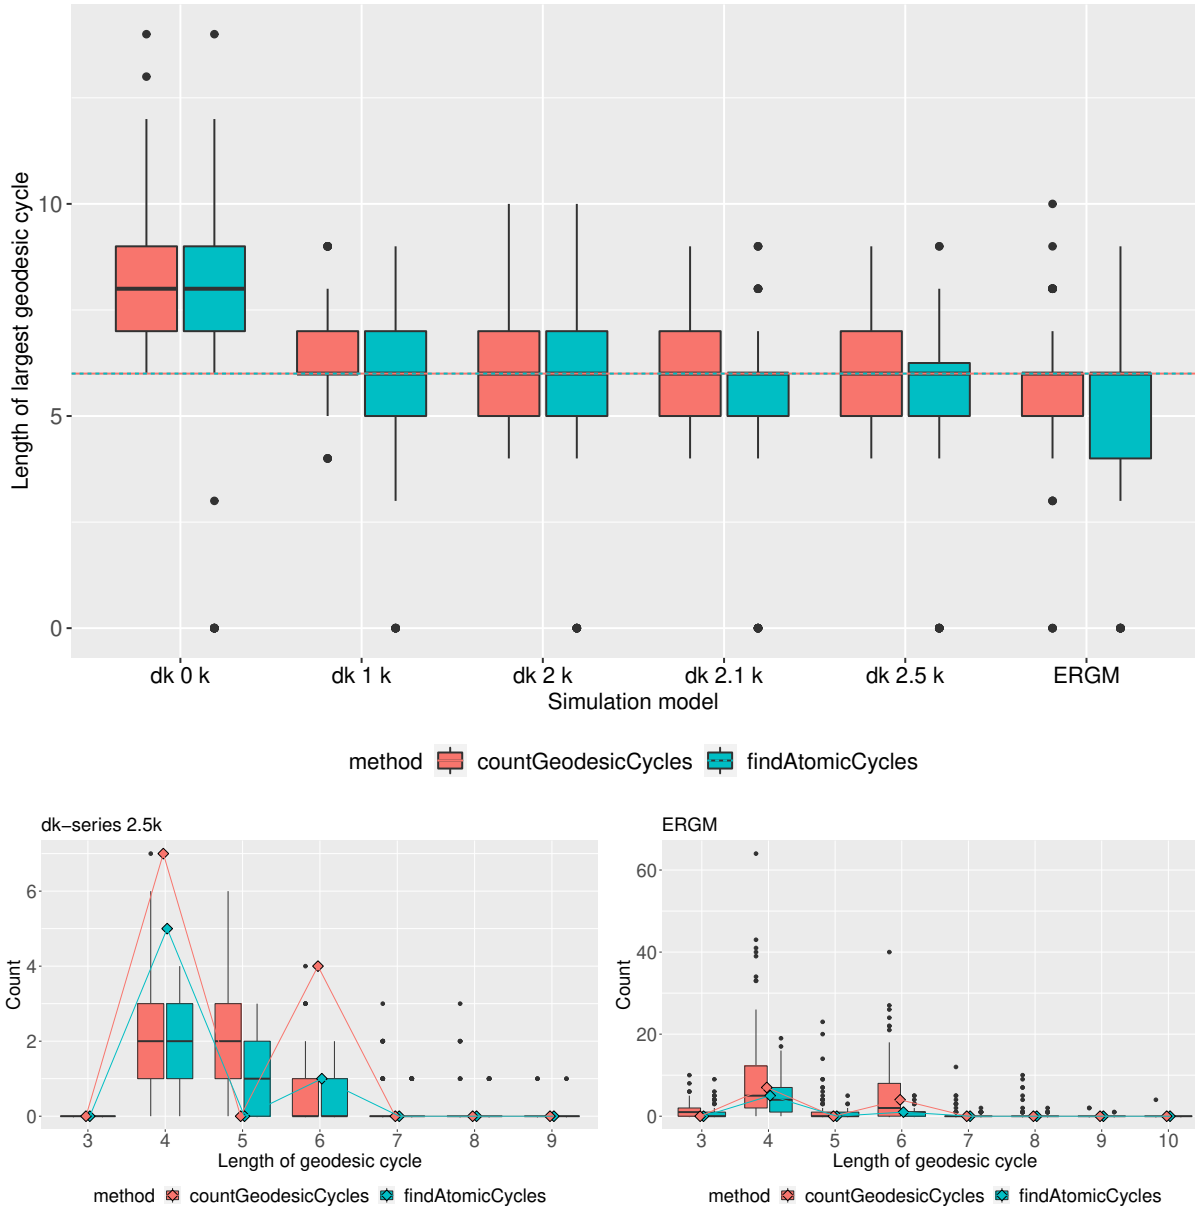 Length of largest geodesic cycle
10
5
0
dk 0 k dk 1 k dk 2 k dk 2.1 k dk 2.5 k ERGM
Simulation model
method countGeodesicCycles findAtomicCycles
dk−series 2.5k
Count
6
4
2
0
3 4 5 6 7 8 9
Length of geodesic cycle
method countGeodesicCycles findAtomicCycles
ERGM
Count
60
40
20
0
3 4 5 6 7 8 9 10
Length of geodesic cycle
method countGeodesicCycles findAtomicCycles